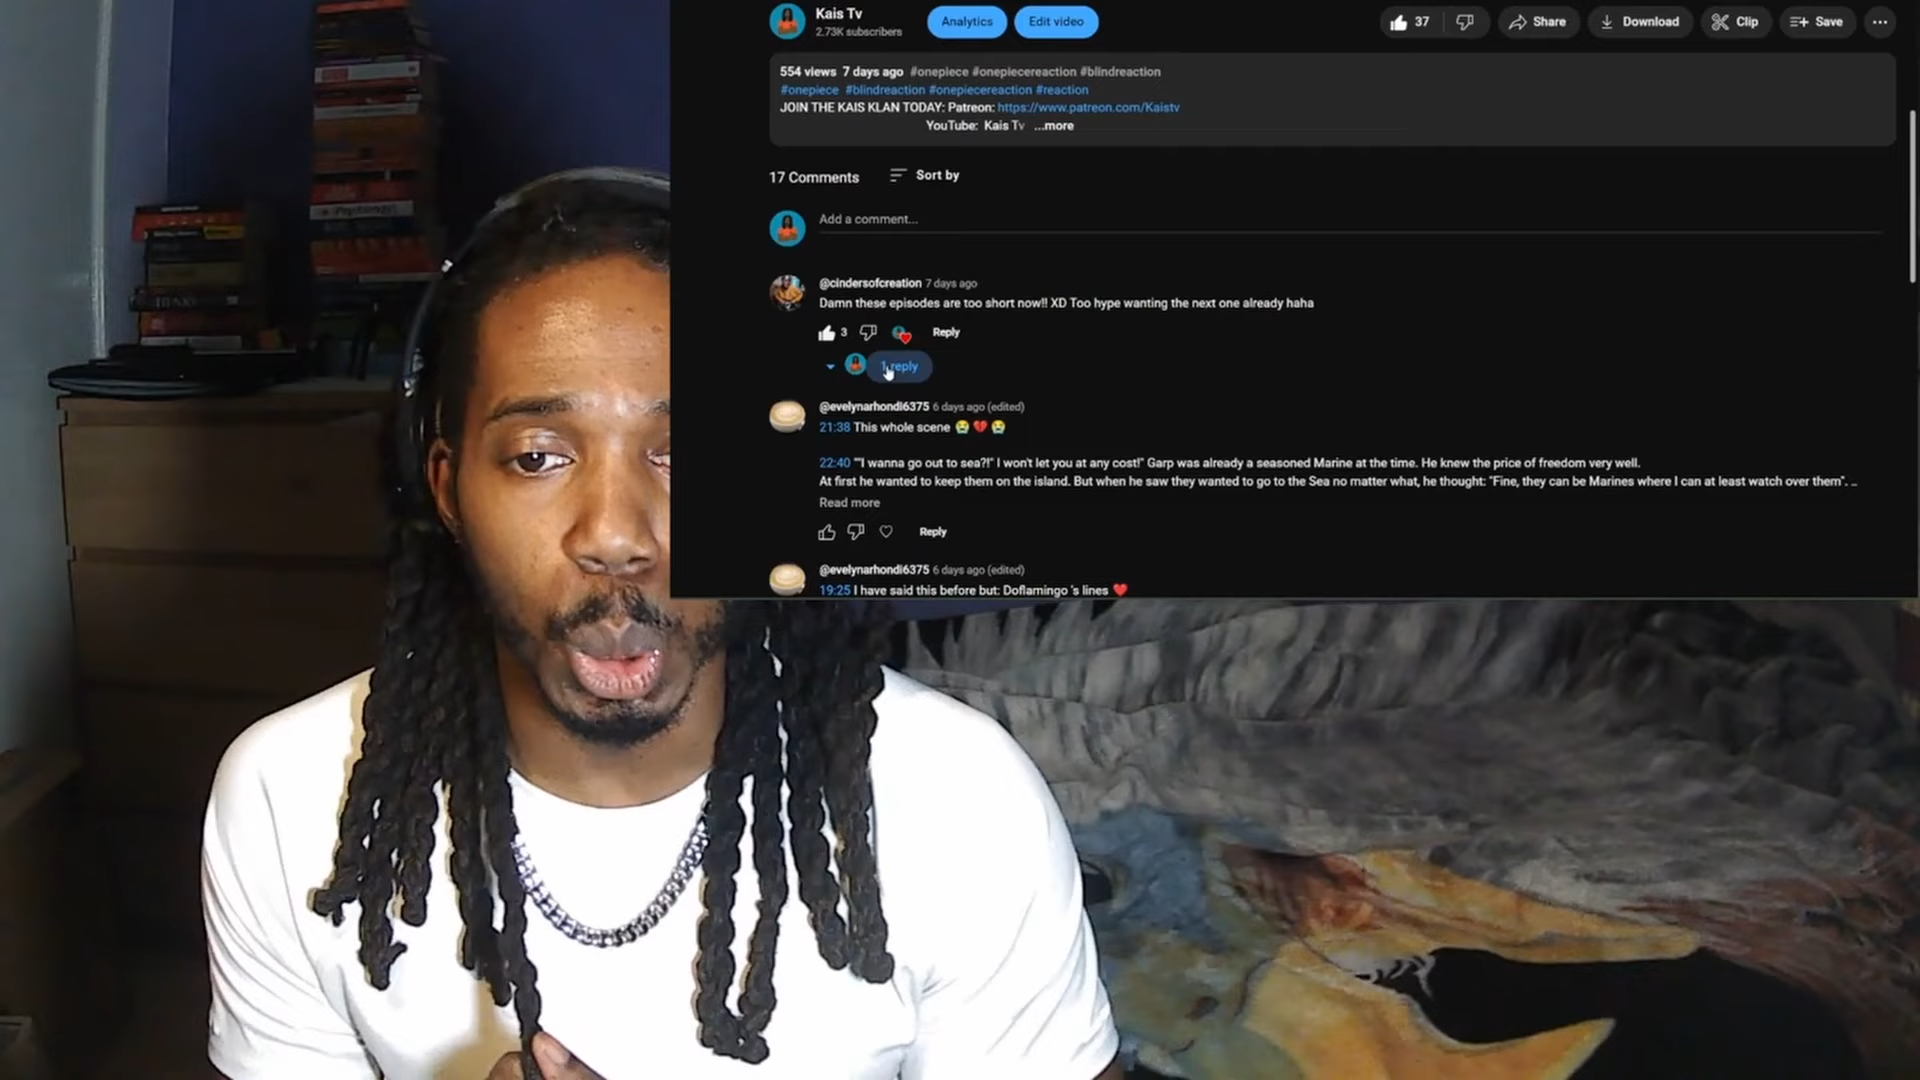 Kais Tv
2.73K subscribers
Analytics
Edit video
37
Share
Download
Clip
Save
554 views 7 days ago #onepiece #onepiecereaction #blindreaction
#onepiece #blindreaction #onepiecereaction #reaction
JOIN THE KAIS KLAN TODAY: Patreon: https://www.patreon.com/Kaistv
YouTube: Kais Tv ...more
17 Comments
Sort by
Add a comment...
@cindersofcreation 7 days ago
Damn these episodes are too short now!! XD Too hype wanting the next one already haha
3
Reply
1 reply
@evelynarhondi6375 6 days ago (edited)
21:38 This whole scene 😭💔😭
22:40 ""I wanna go out to sea?!" I won't let you at any cost!" Garp was already a seasoned Marine at the time. He knew the price of freedom very well.
At first he wanted to keep them on the island. But when he saw they wanted to go to the Sea no matter what, he thought: "Fine, they can be Marines where I can at least watch over them". ..
Read more
Reply
@evelynarhondi6375 6 days ago (edited)
19:25 I have said this before but: Doflamingo 's lines ❤️